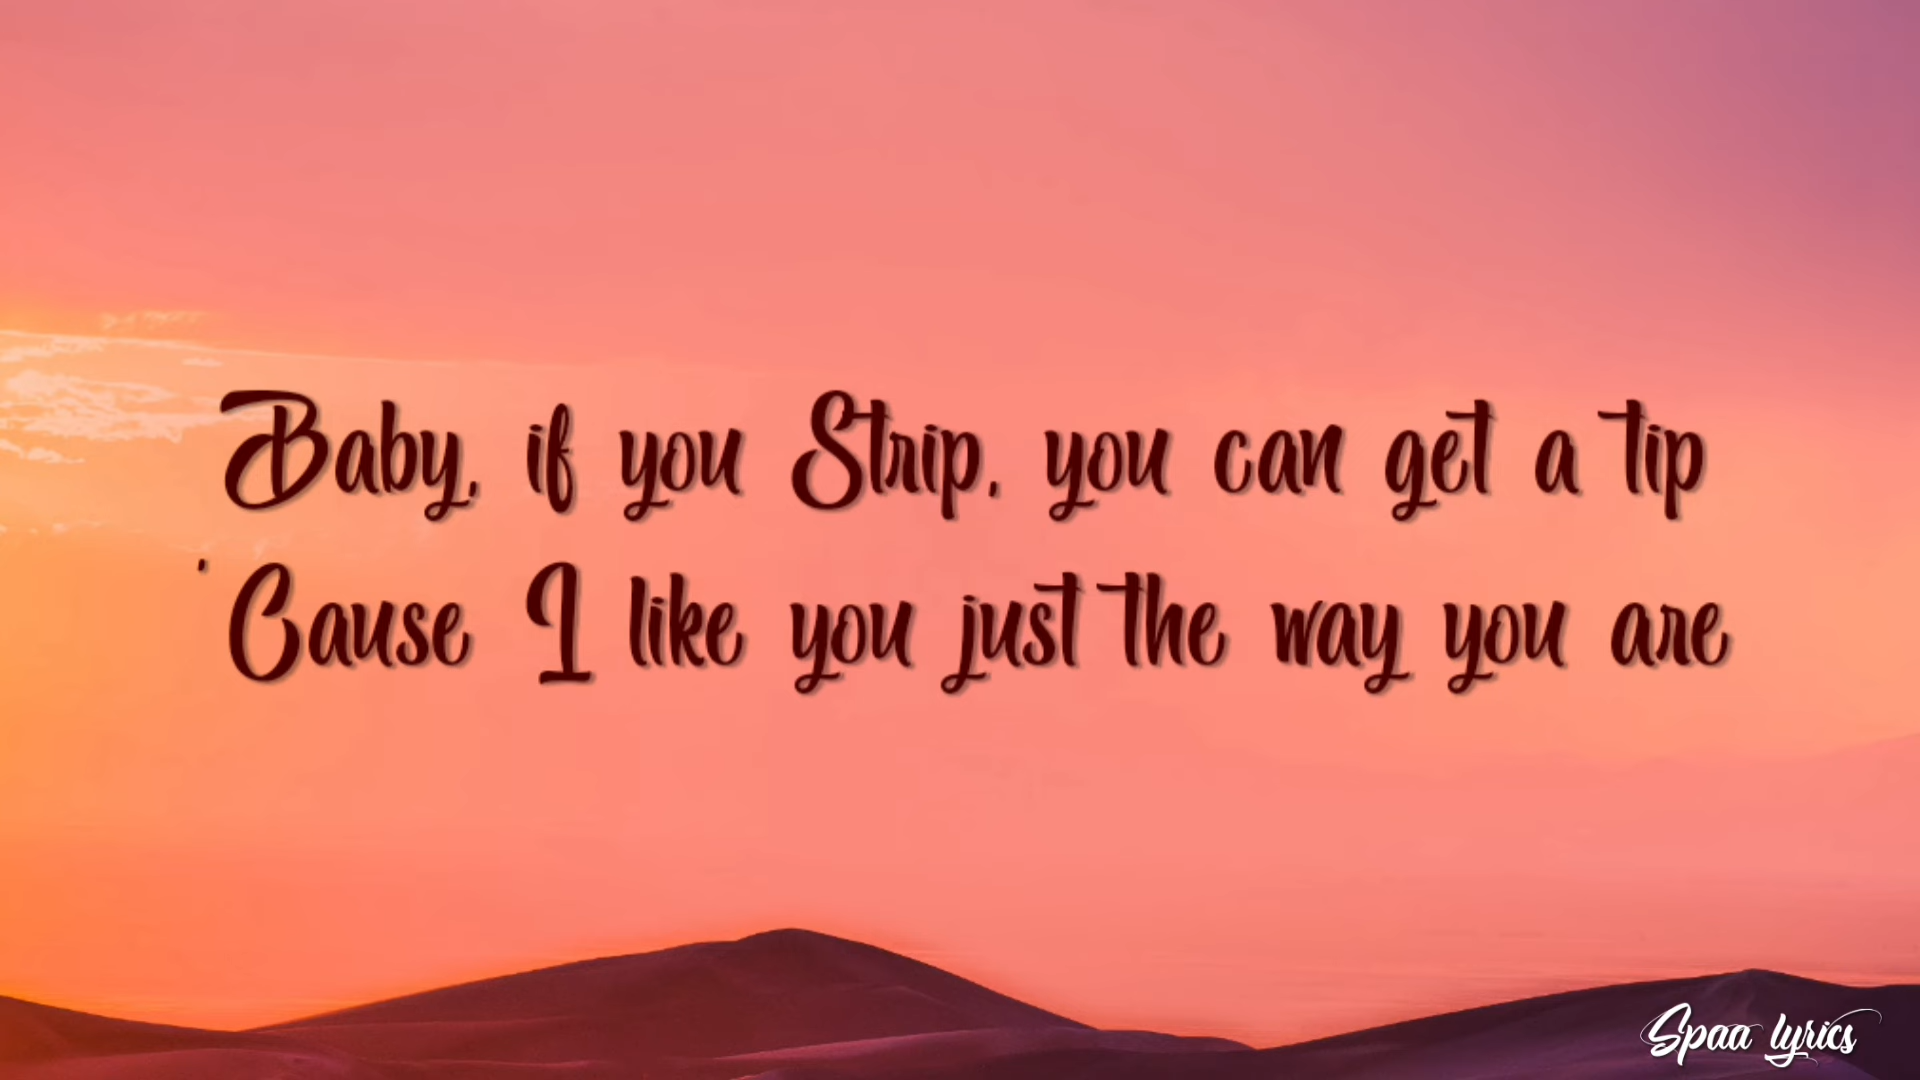 Baby, if you Strip, you can get a tip
'Cause I like you just the way you are
Spaa lyrics